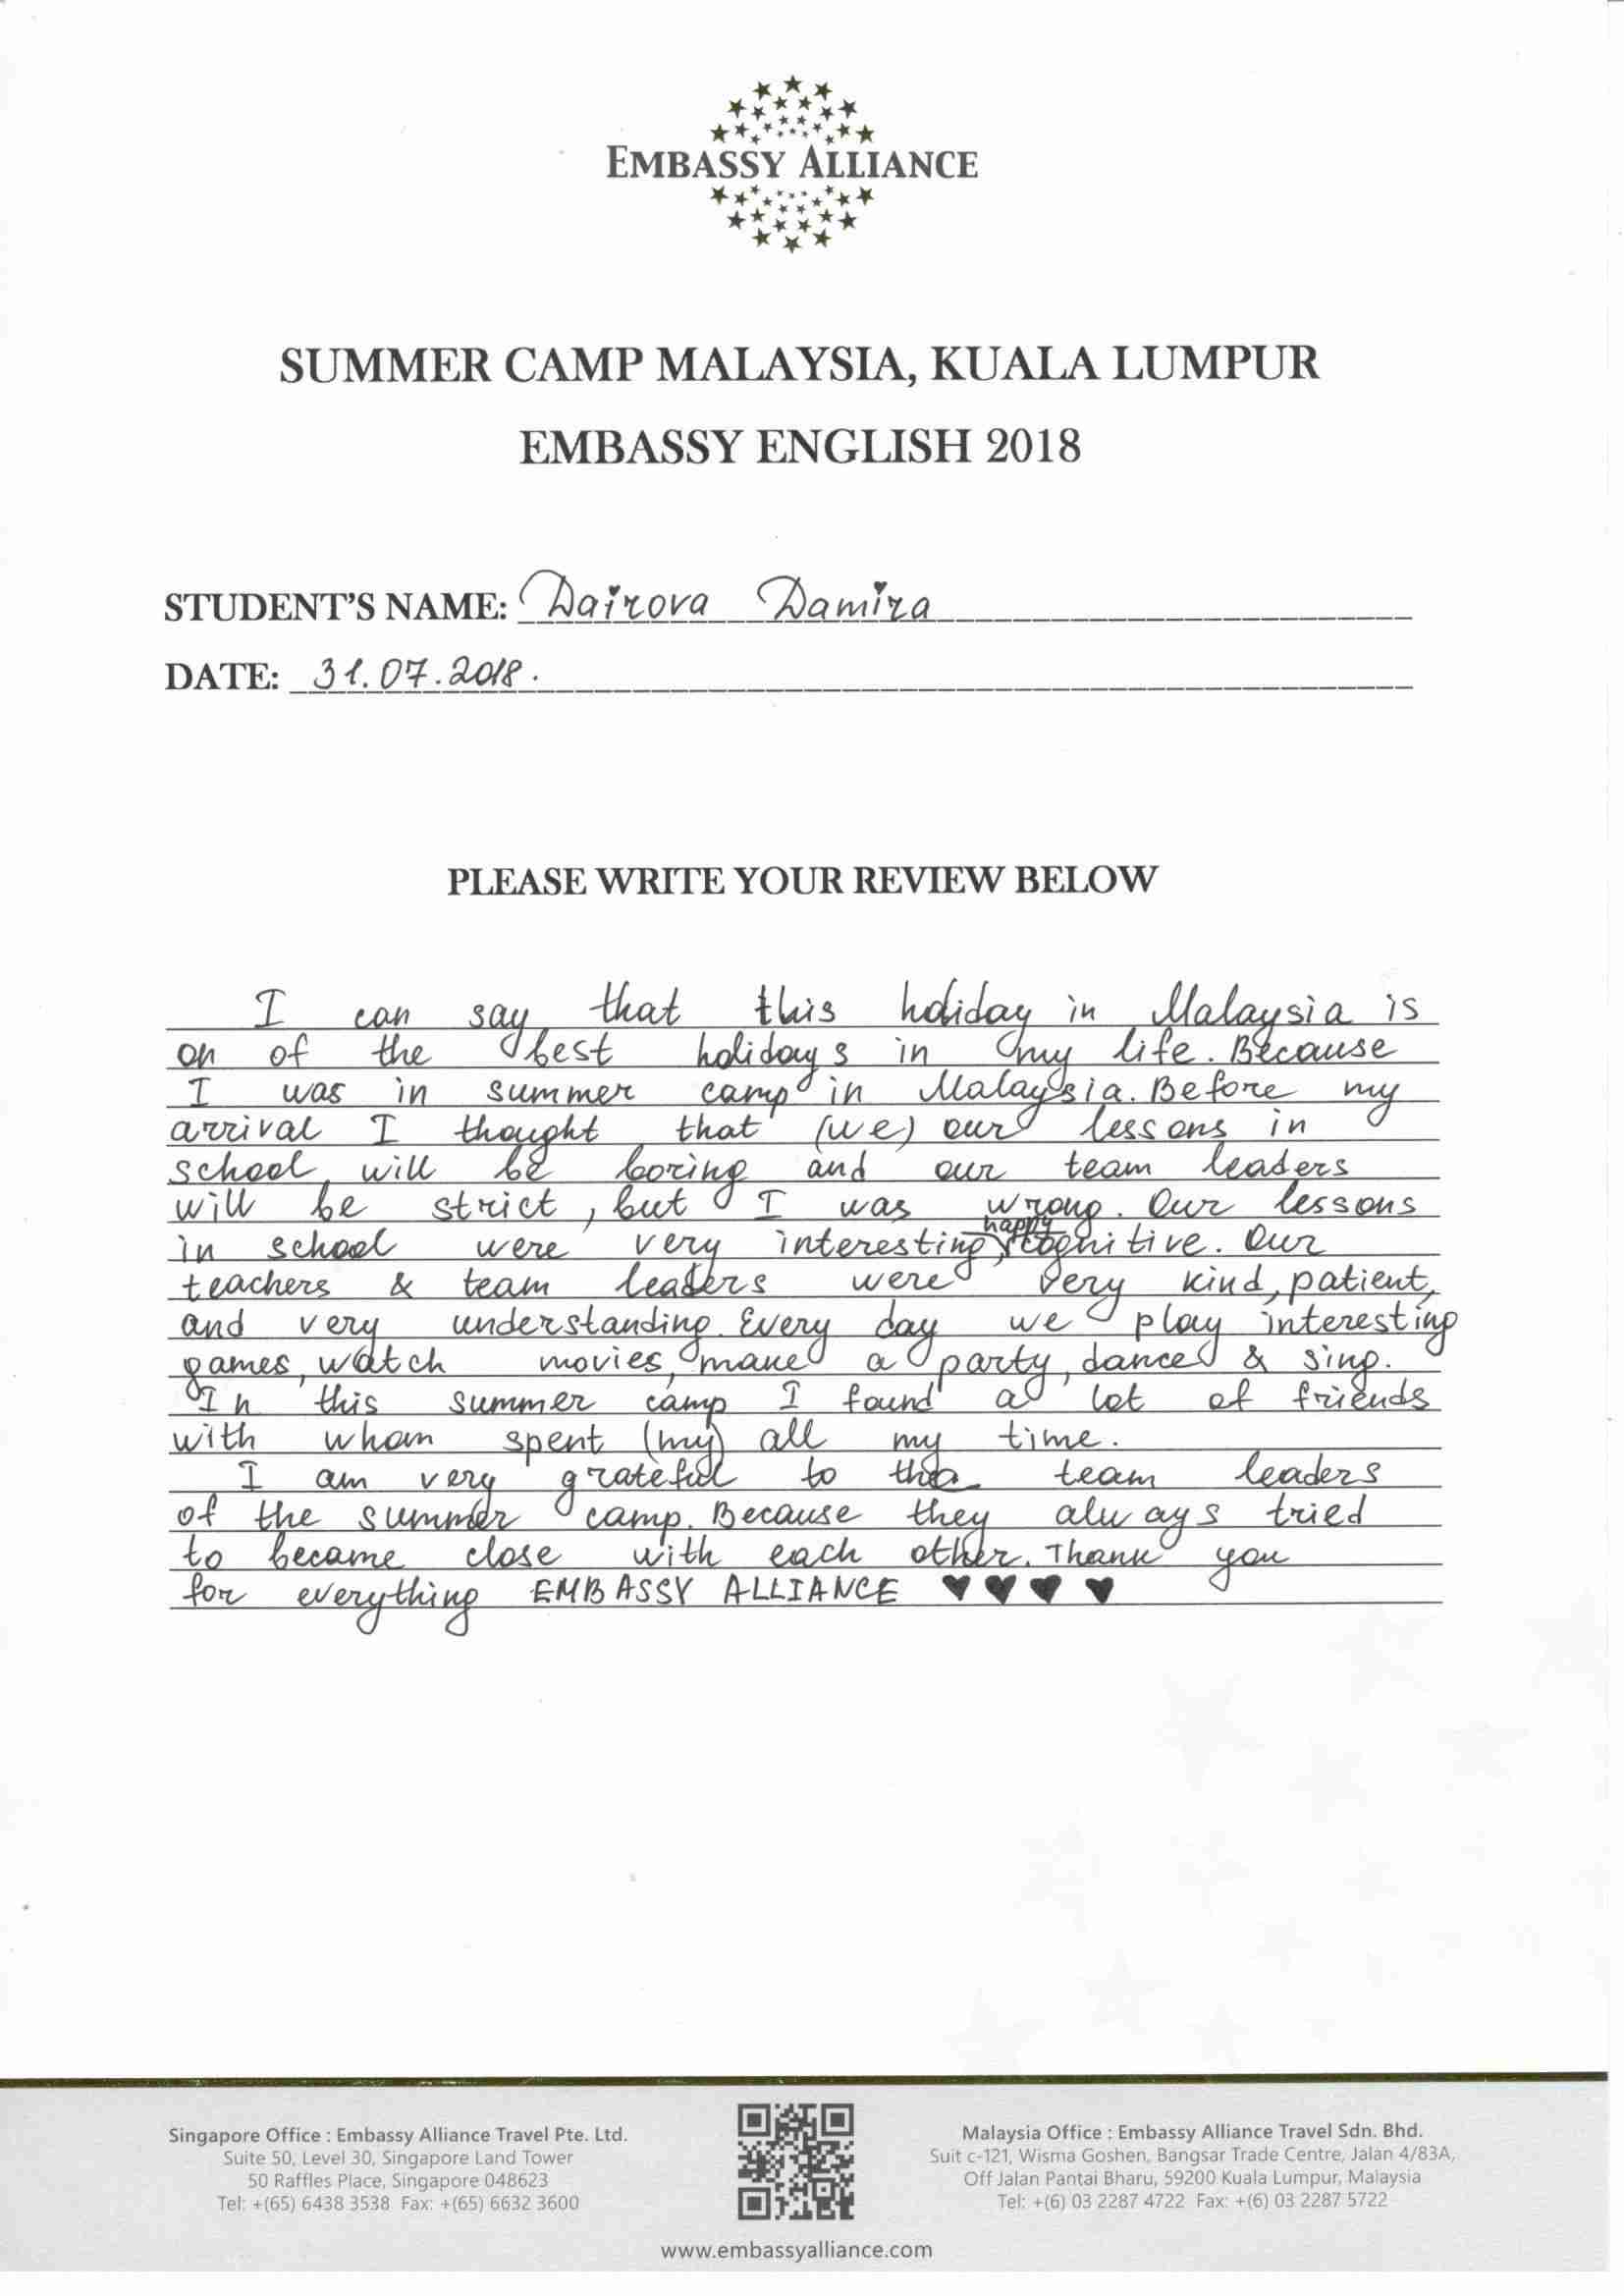 EMBASSY ALLIANCE
SUMMER CAMP MALAYSIA, KUALA LUMPUR
EMBASSY ENGLISH 2018
STUDENT'S NAME: Dairova Damira
DATE: 31.07.2018.
PLEASE WRITE YOUR REVIEW BELOW
I can say that this holiday in Malaysia is
on of the best holidays in my life. Because
I was in summer camp in Malaysia. Before my
arrival I thought that (we) our lessons in
school will be boring and our team leaders
will be strict, but I was wrong. Our lessons
happy
in school were very interesting, cognitive. Our
teachers & team leaders were very kind, patient,
and very understanding. Every day we play interesting
games, watch movies, make a party, dance & sing.
In this summer camp I found a lot of friends
with wham spent (my) all my time.
I am very grateful to the team leaders
of the summer camp. Because they always tried
to became close with each other. Thank you
for everything EMBASSY ALLIANCE ♥♥♥♥
Singapore Office : Embassy Alliance Travel Pte. Ltd.
Suite 50, Level 30, Singapore Land Tower
50 Raffles Place, Singapore 048623
Tel: +(65) 6438 3538 Fax: +(65) 6632 3600
Malaysia Office : Embassy Alliance Travel Sdn. Bhd.
Suit c-121, Wisma Goshen, Bangsar Trade Centre, Jalan 4/83A,
Off Jalan Pantai Bharu, 59200 Kuala Lumpur, Malaysia
Tel: +(6) 03 2287 4722 Fax: +(6) 03 2287 5722
www.embassyalliance.com